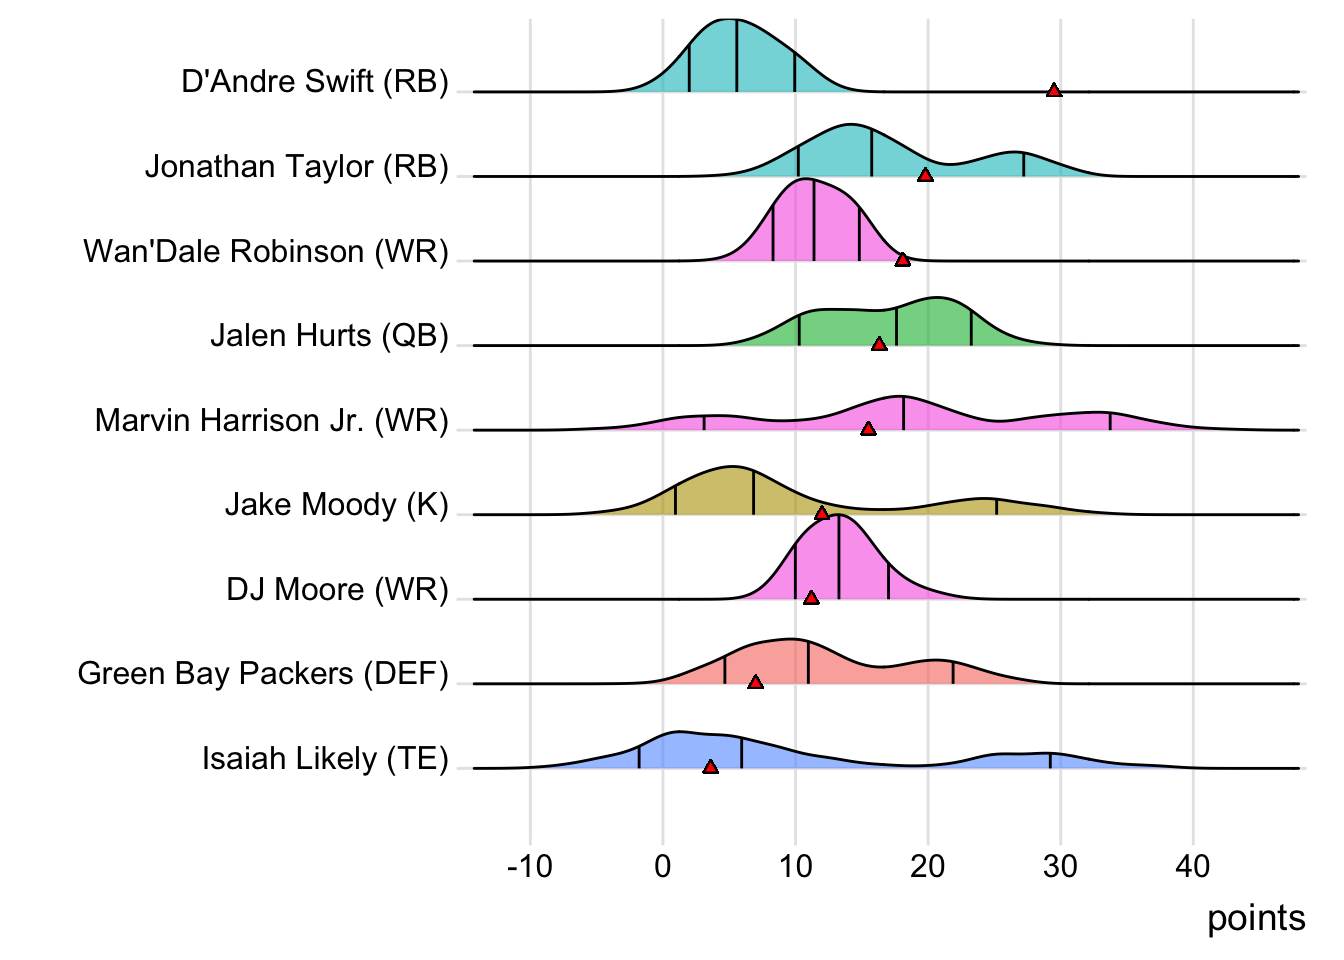 D'Andre Swift (RB)
Jonathan Taylor (RB)
Wan'Dale Robinson (WR)
Jalen Hurts (QB)
Marvin Harrison Jr. (WR)
Jake Moody (K)
DJ Moore (WR)
Green Bay Packers (DEF)
Isaiah Likely (TE)
-10 0 10 20 30 40
points